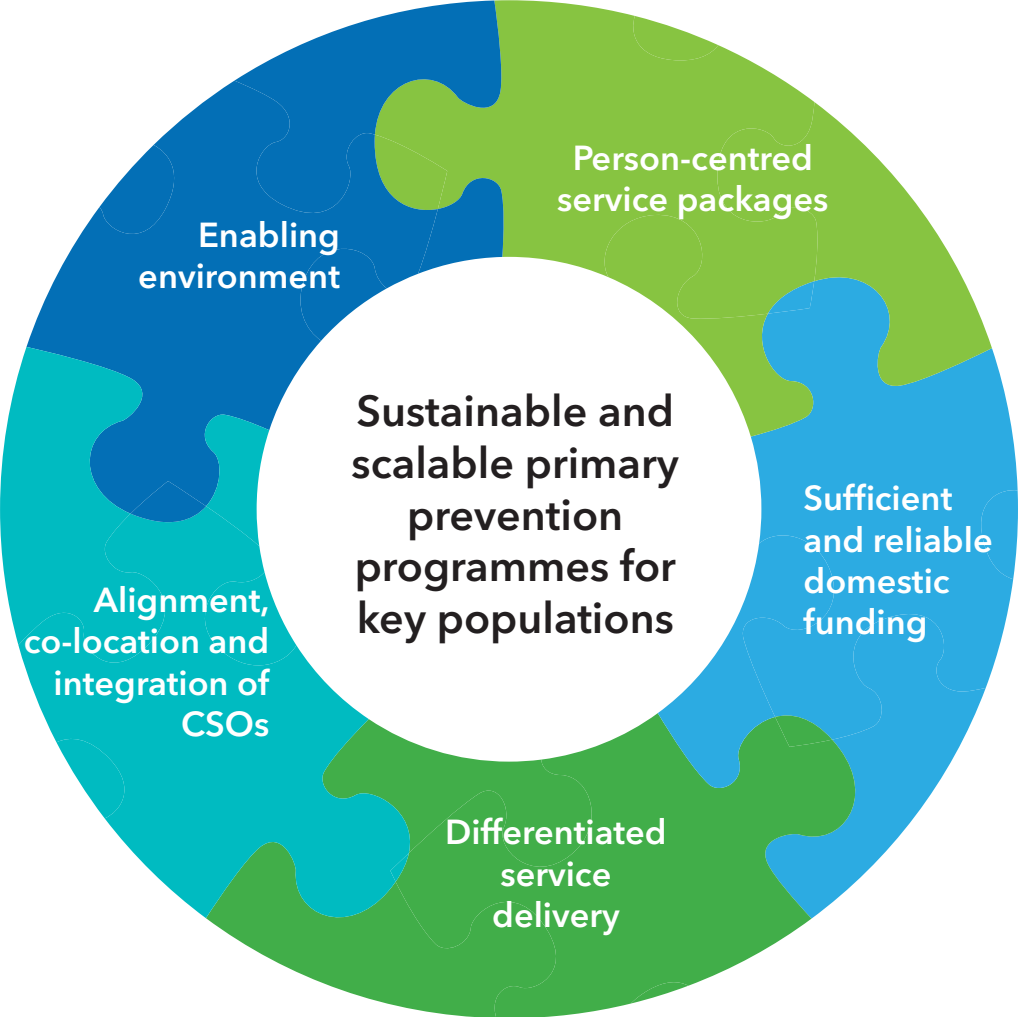 Person-centred
service packages
Enabling
environment
Sustainable and
scalable primary
prevention
programmes for
key populations
Sufficient
and reliable
domestic
funding
Alignment,
co-location and
integration of
CSOs
Differentiated
service
delivery